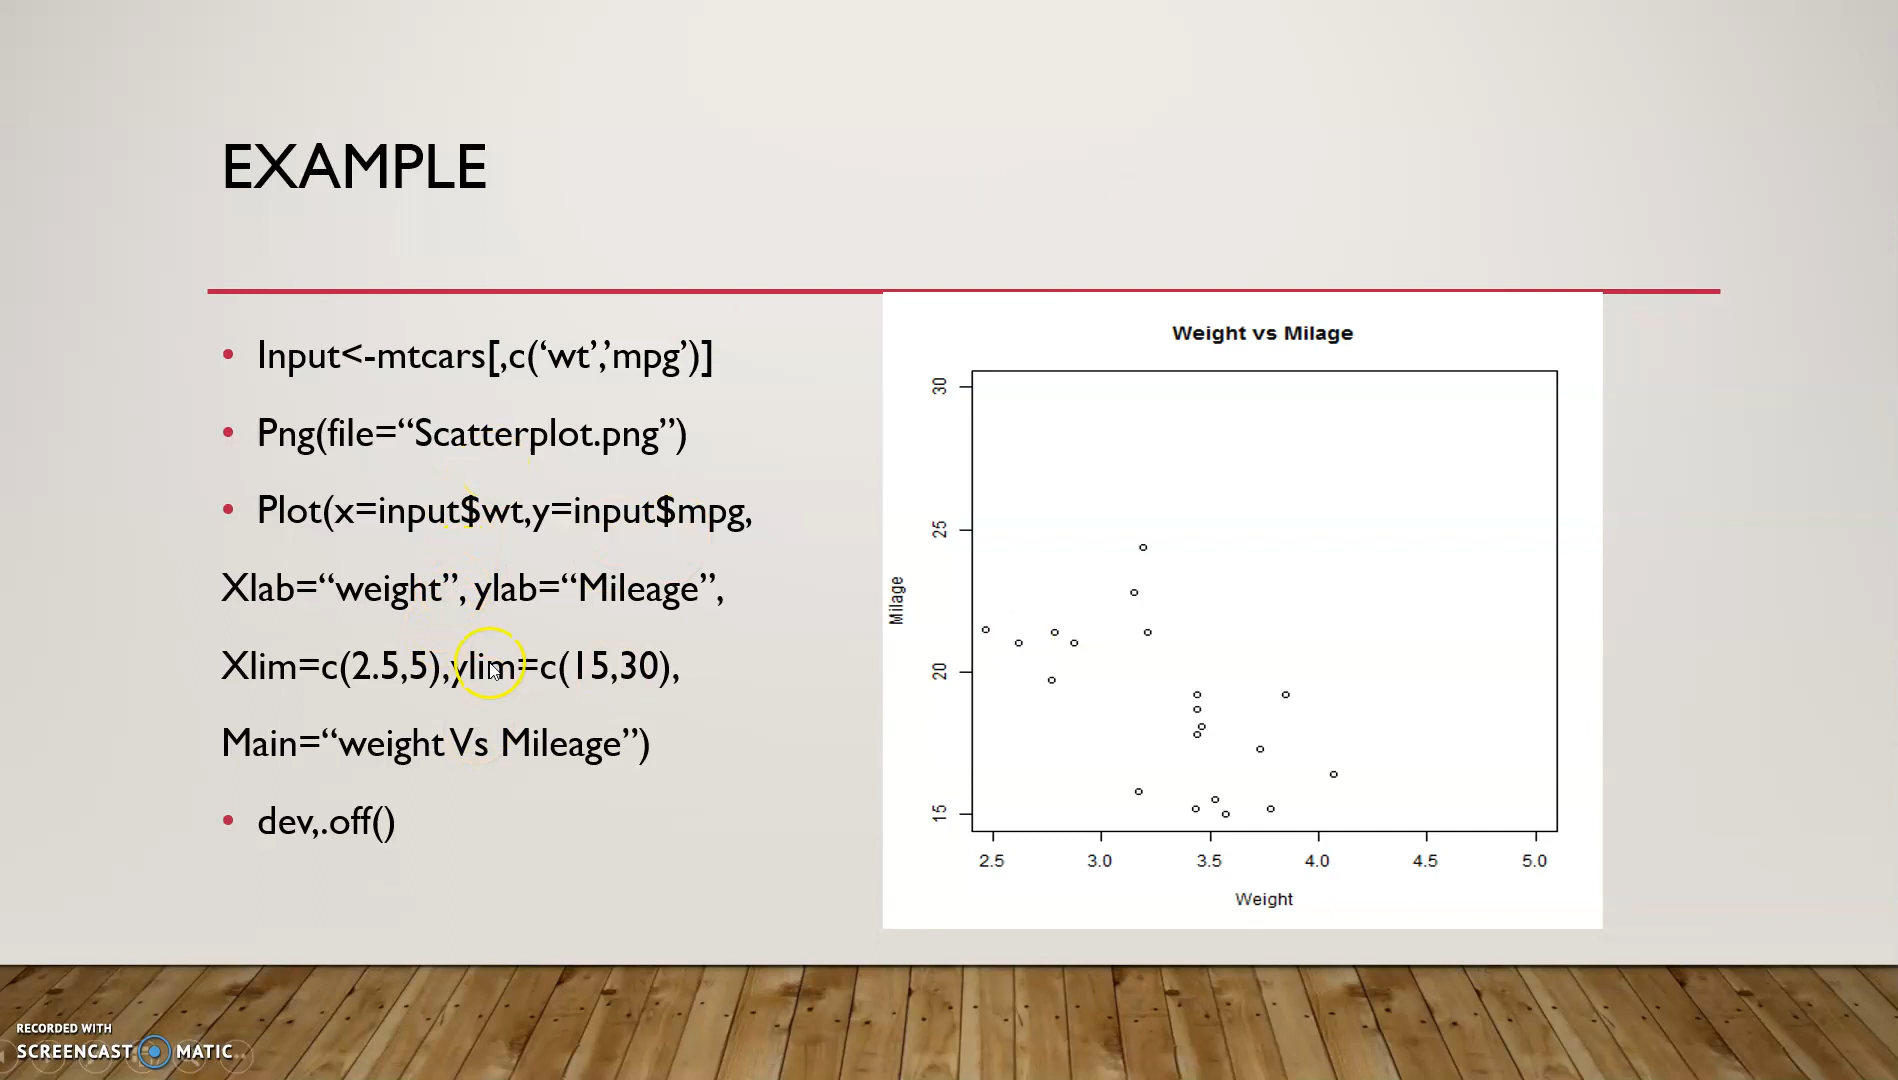 EXAMPLE
• Input<-mtcars[,c(‘wt’,’mpg’)]
• Png(file=“Scatterplot.png”)
• Plot(x=input$wt,y=input$mpg,
Xlab=“weight”, ylab=“Mileage”,
Xlim=c(2.5,5),ylim=c(15,30),
Main=“weight Vs Mileage”)
• dev,.off()
Weight vs Milage
30
25
20
15
Milage
2.5 3.0 3.5 4.0 4.5 5.0
Weight
RECORDED WITH
SCREENCAST MATIC